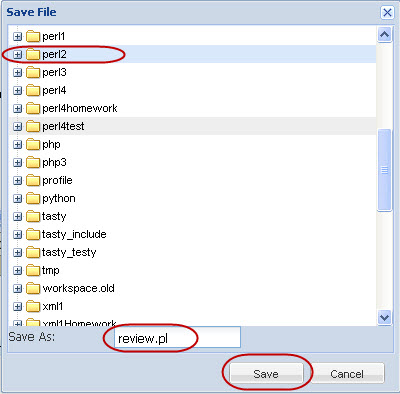 Save File
perl1
perl2
perl3
perl4
perl4homework
perl4test
php
php3
profile
python
tasty
tasty_include
tasty_testy
tmp
workspace.old
xml1
xml1Homework
Save As: review.pl
Save Cancel